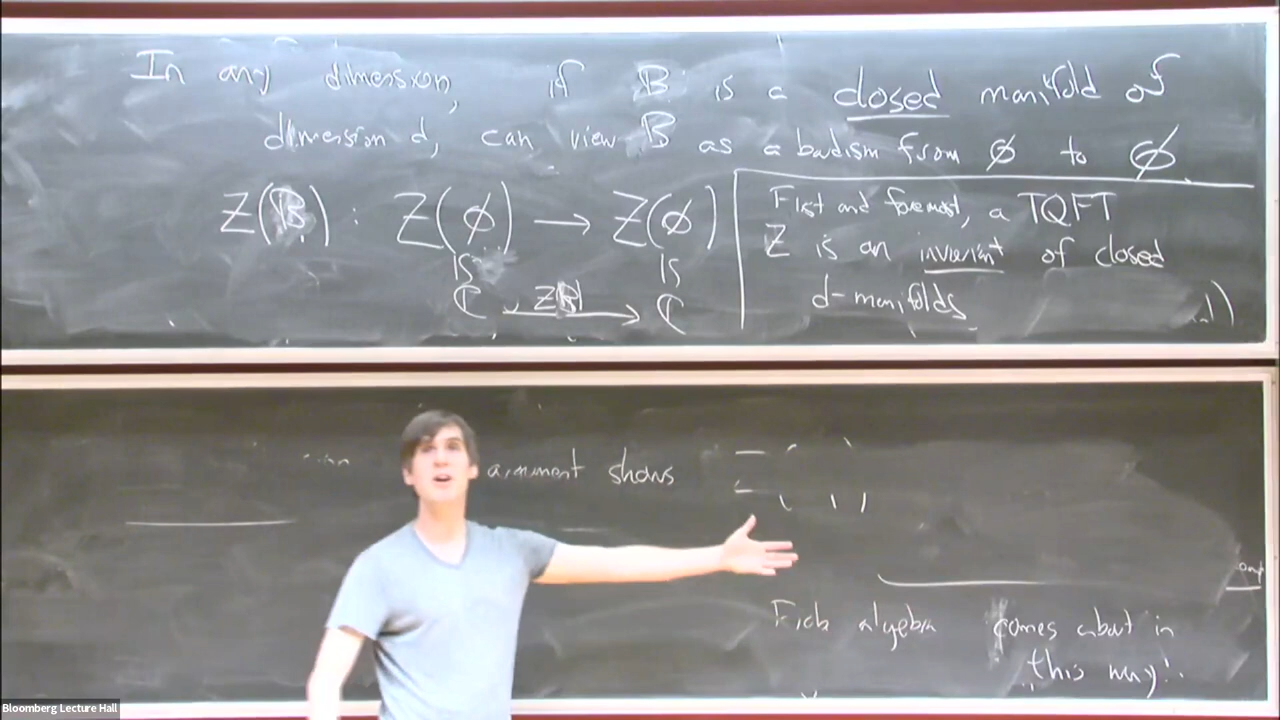 In any dimension, if B is a closed manifold of
dimension d, can view B as a bordism from ∅ to ∅
Z(B) : Z(∅) → Z(∅)
ℂ Z(B) ℂ
First and foremost, a TQFT
Z is an invariant of closed
d-manifolds
argument shows
algebra comes about in
this way!
Bloomberg Lecture Hall